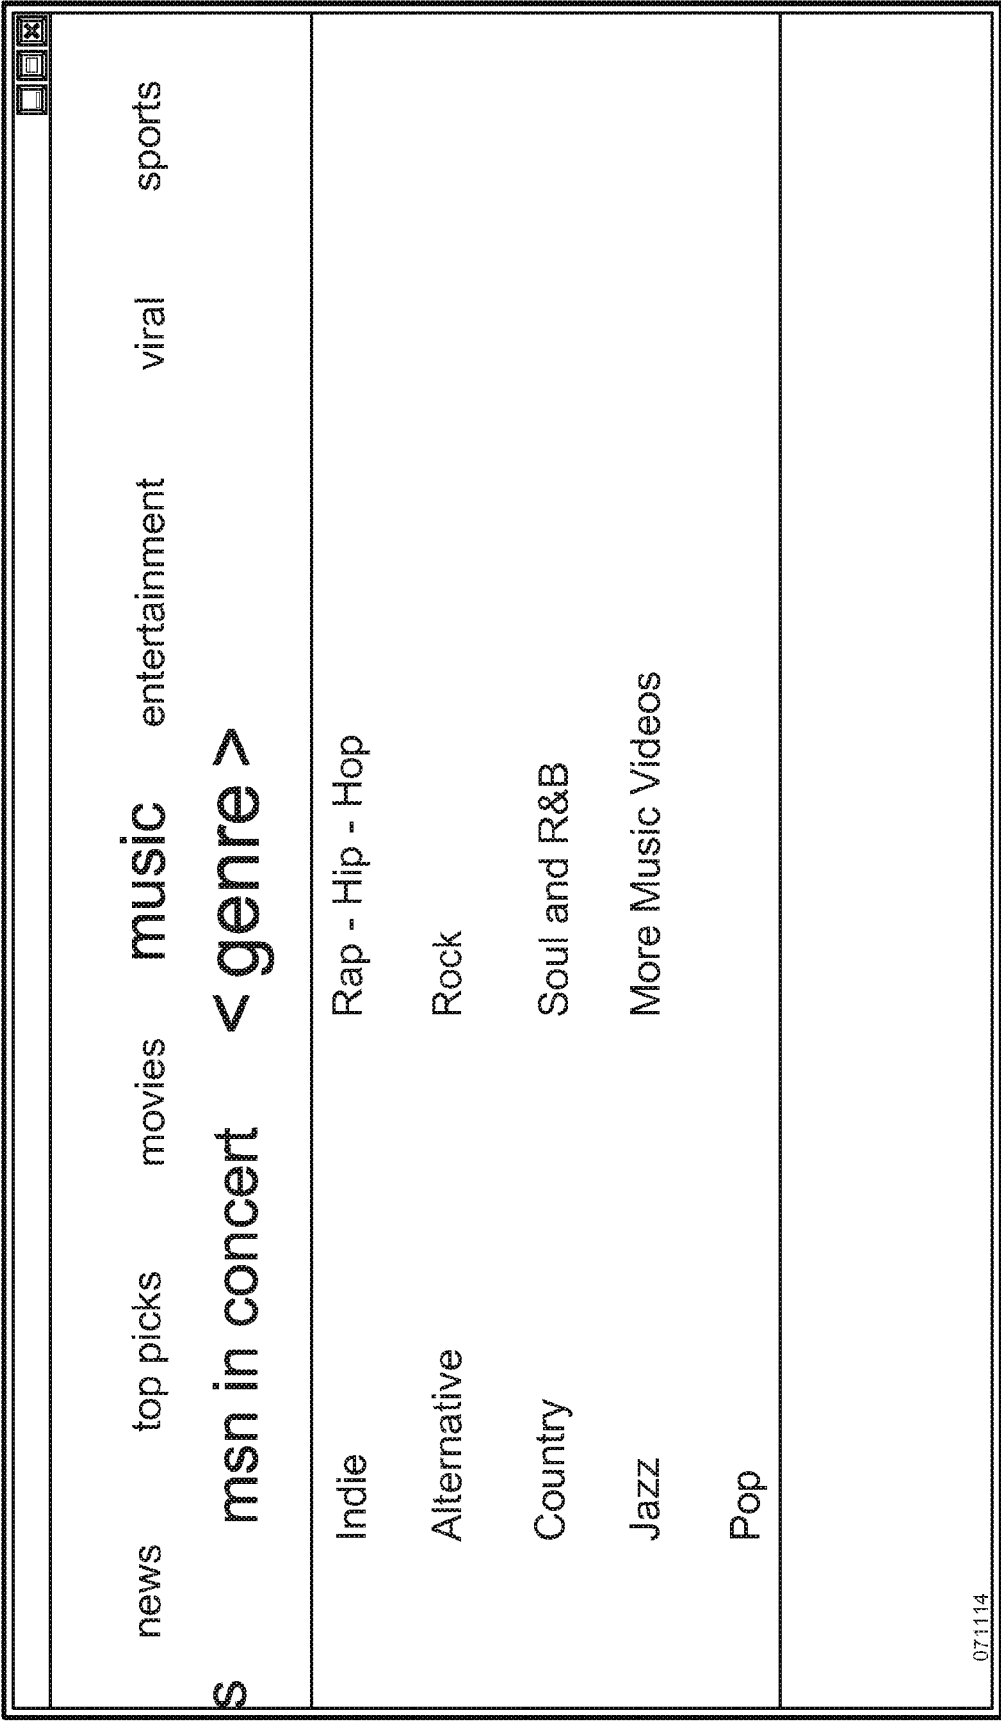 news top picks movies music entertainment viral sports
s msn in concert < genre >
Indie Rap - Hip - Hop
Alternative Rock
Country Soul and R&B
Jazz More Music Videos
Pop
071114